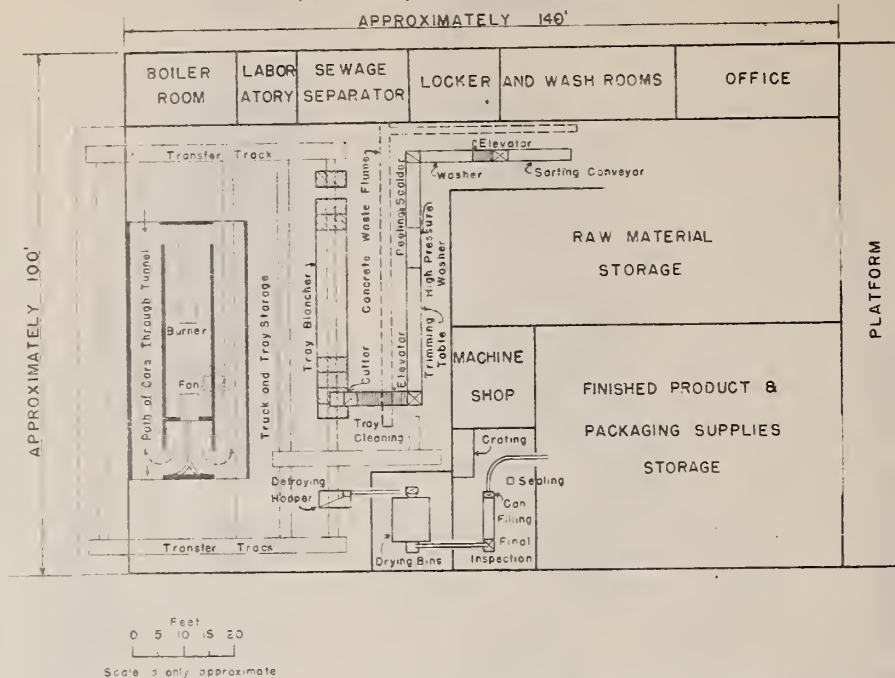 APPROXIMATELY 140'
BOILER
ROOM
LABOR
ATORY
SEWAGE
SEPARATOR
LOCKER
AND WASH ROOMS
OFFICE
Transfer Track
Elevator
Washer
Sorting Conveyor
APPROXIMATELY 100'
Path of Cars Through Tunnel
Burner
Fan
Truck and Tray Storage
Tray Blancher
Concrete Waste Flume
Cutter
Peeling Scalder
Elevator
High Pressure
Washer
Trimming
Table
RAW MATERIAL
STORAGE
PLATFORM
MACHINE
SHOP
FINISHED PRODUCT &
PACKAGING SUPPLIES
STORAGE
Tray
Cleaning
Crating
Detraying
Hopper
Sealing
Can
Filling
Final
Inspection
Drying Bins
Transfer Track
Feet
0 5 10 15 20
Scale is only approximate